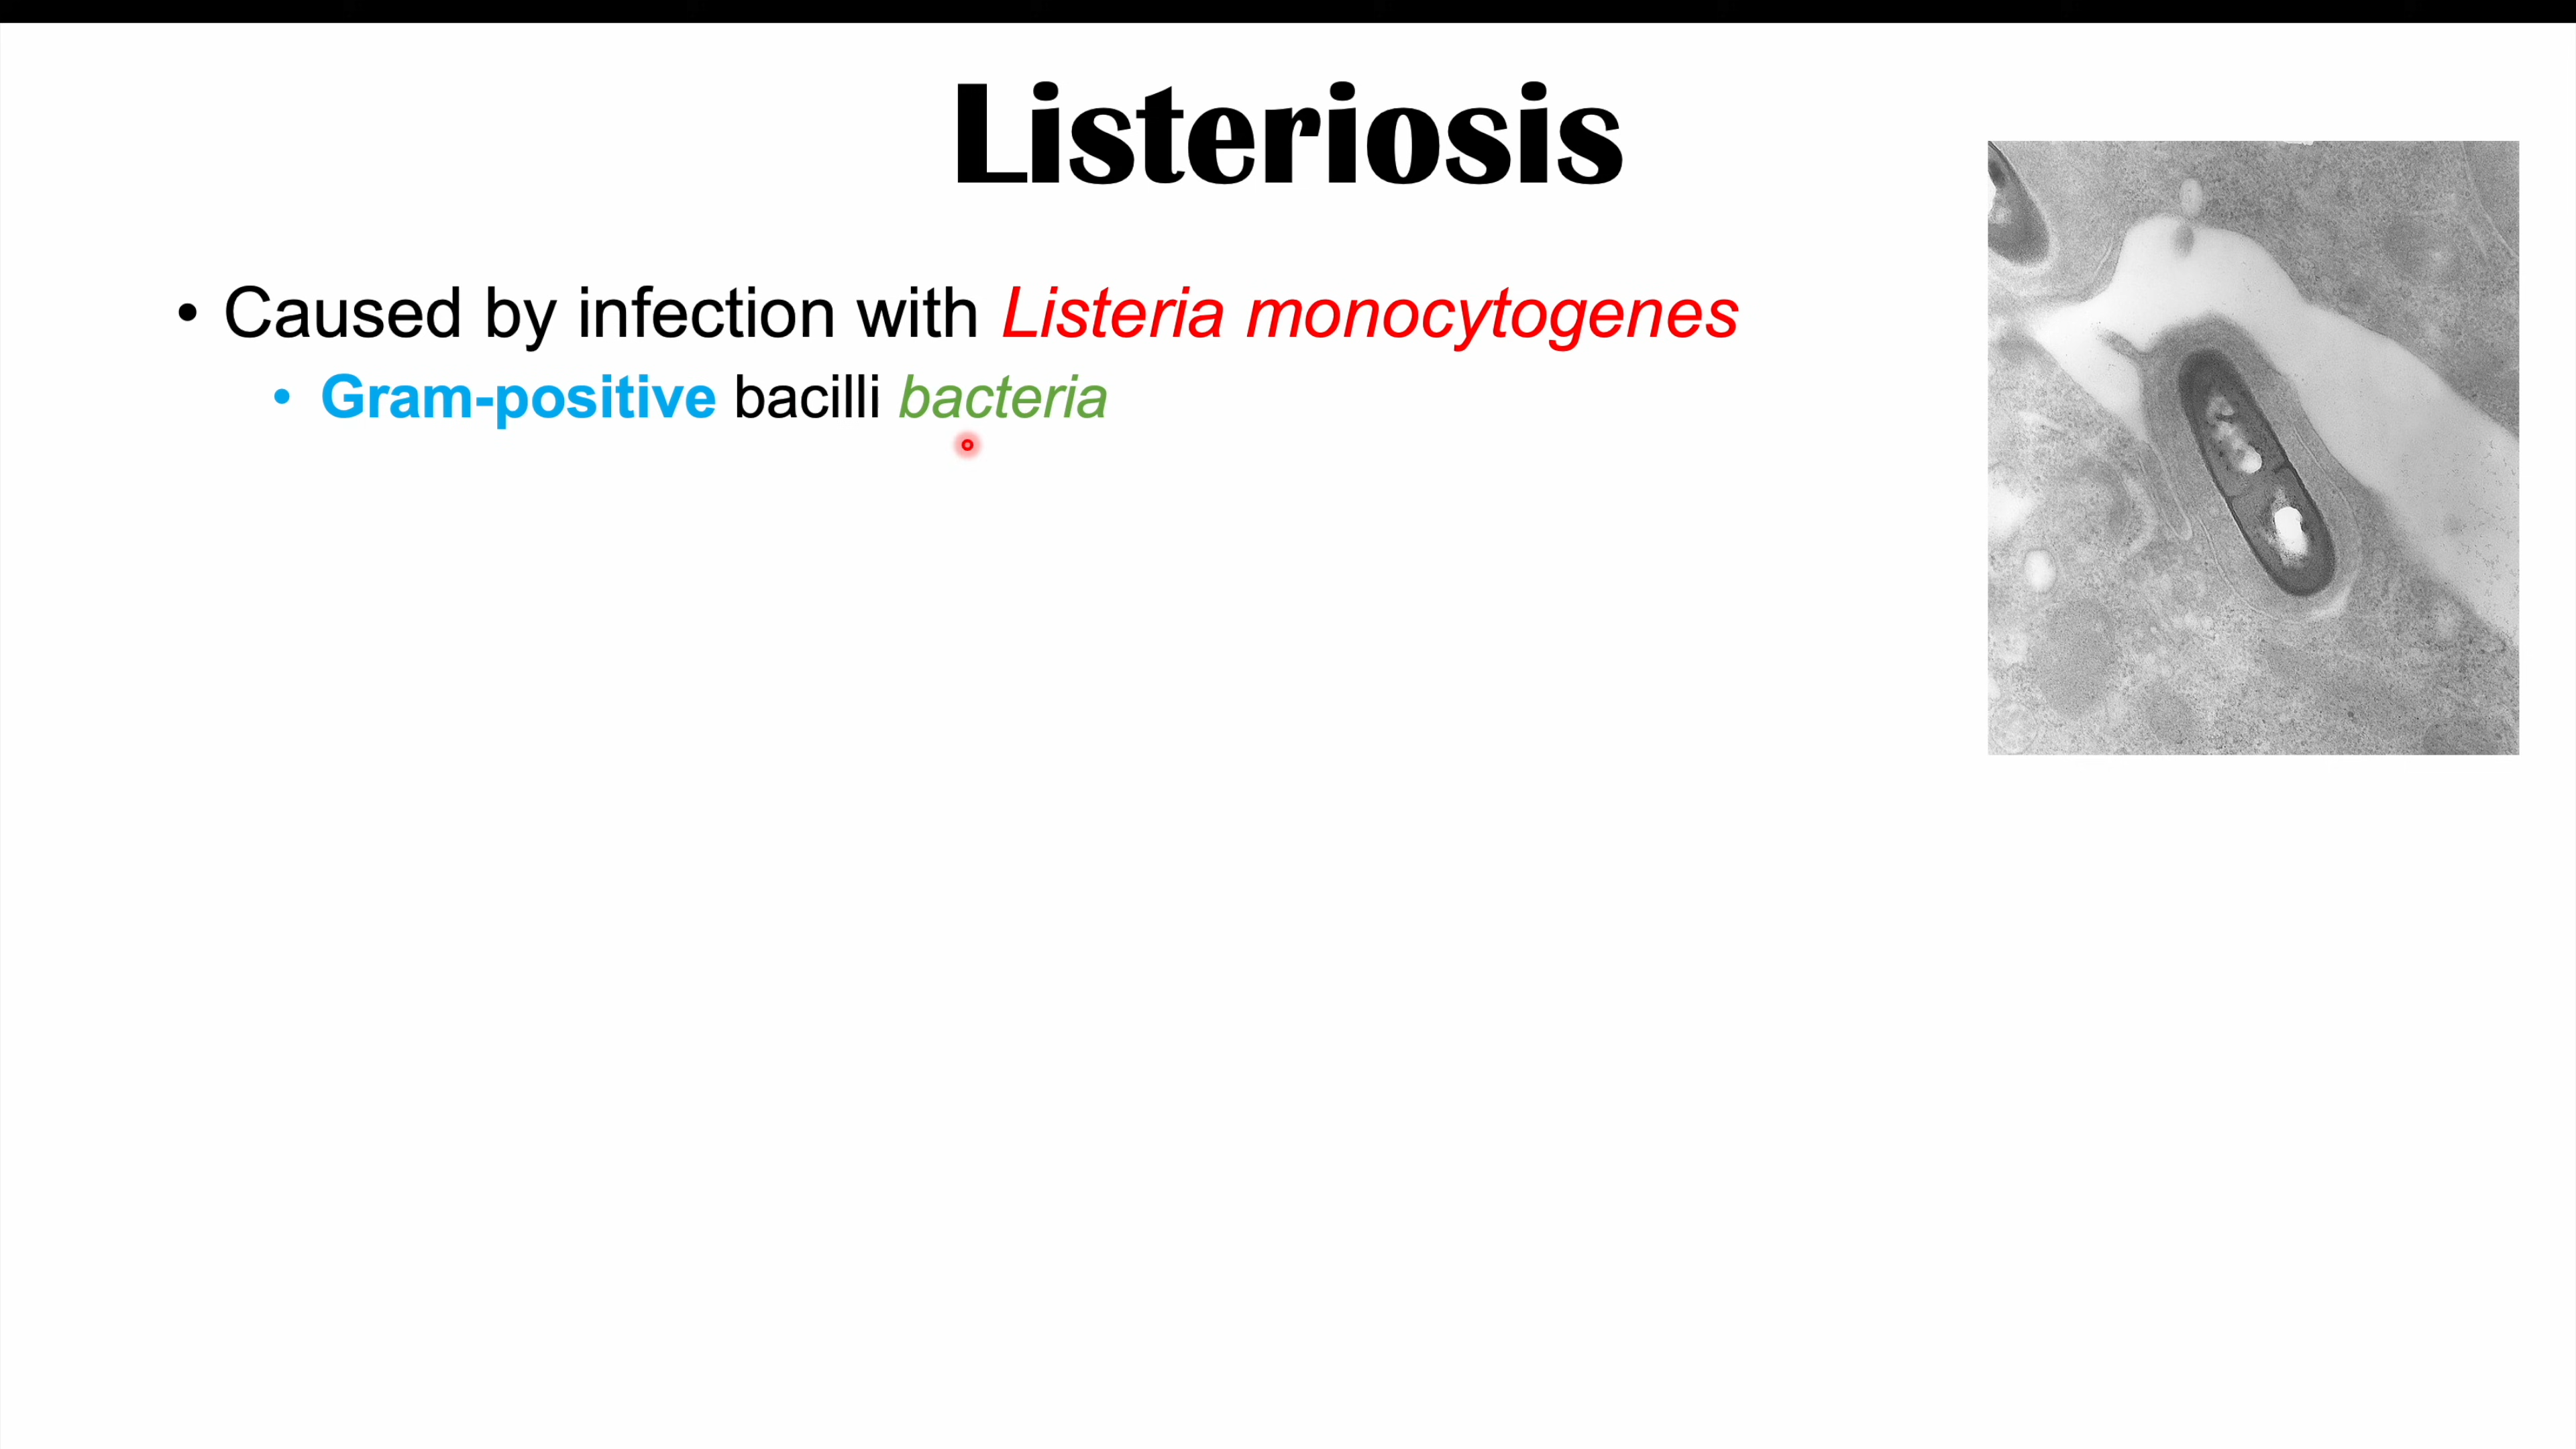 Listeriosis
• Caused by infection with Listeria monocytogenes
• Gram-positive bacilli bacteria